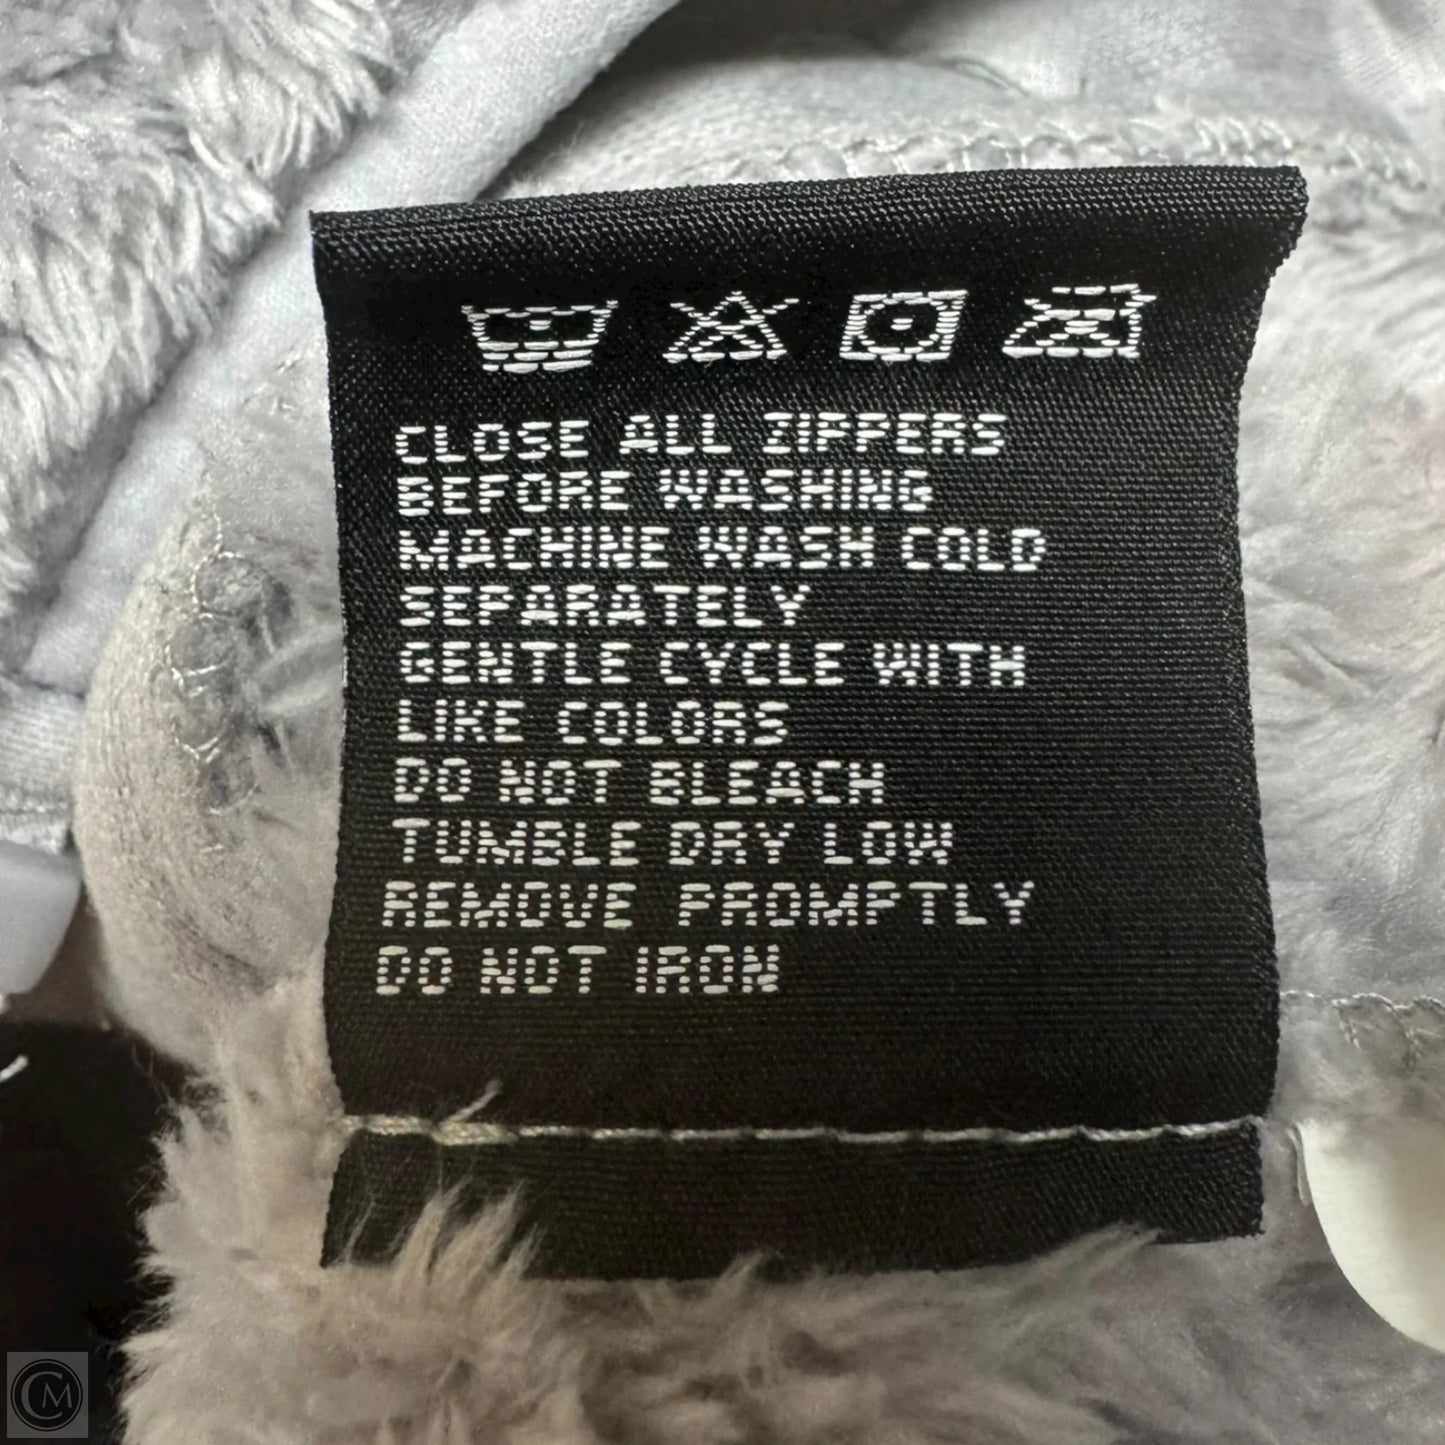 CLOSE ALL ZIPPERS
BEFORE WASHING
MACHINE WASH COLD
SEPARATELY
GENTLE CYCLE WITH
LIKE COLORS
DO NOT BLEACH
TUMBLE DRY LOW
REMOVE PROMPTLY
DO NOT IRON
CM